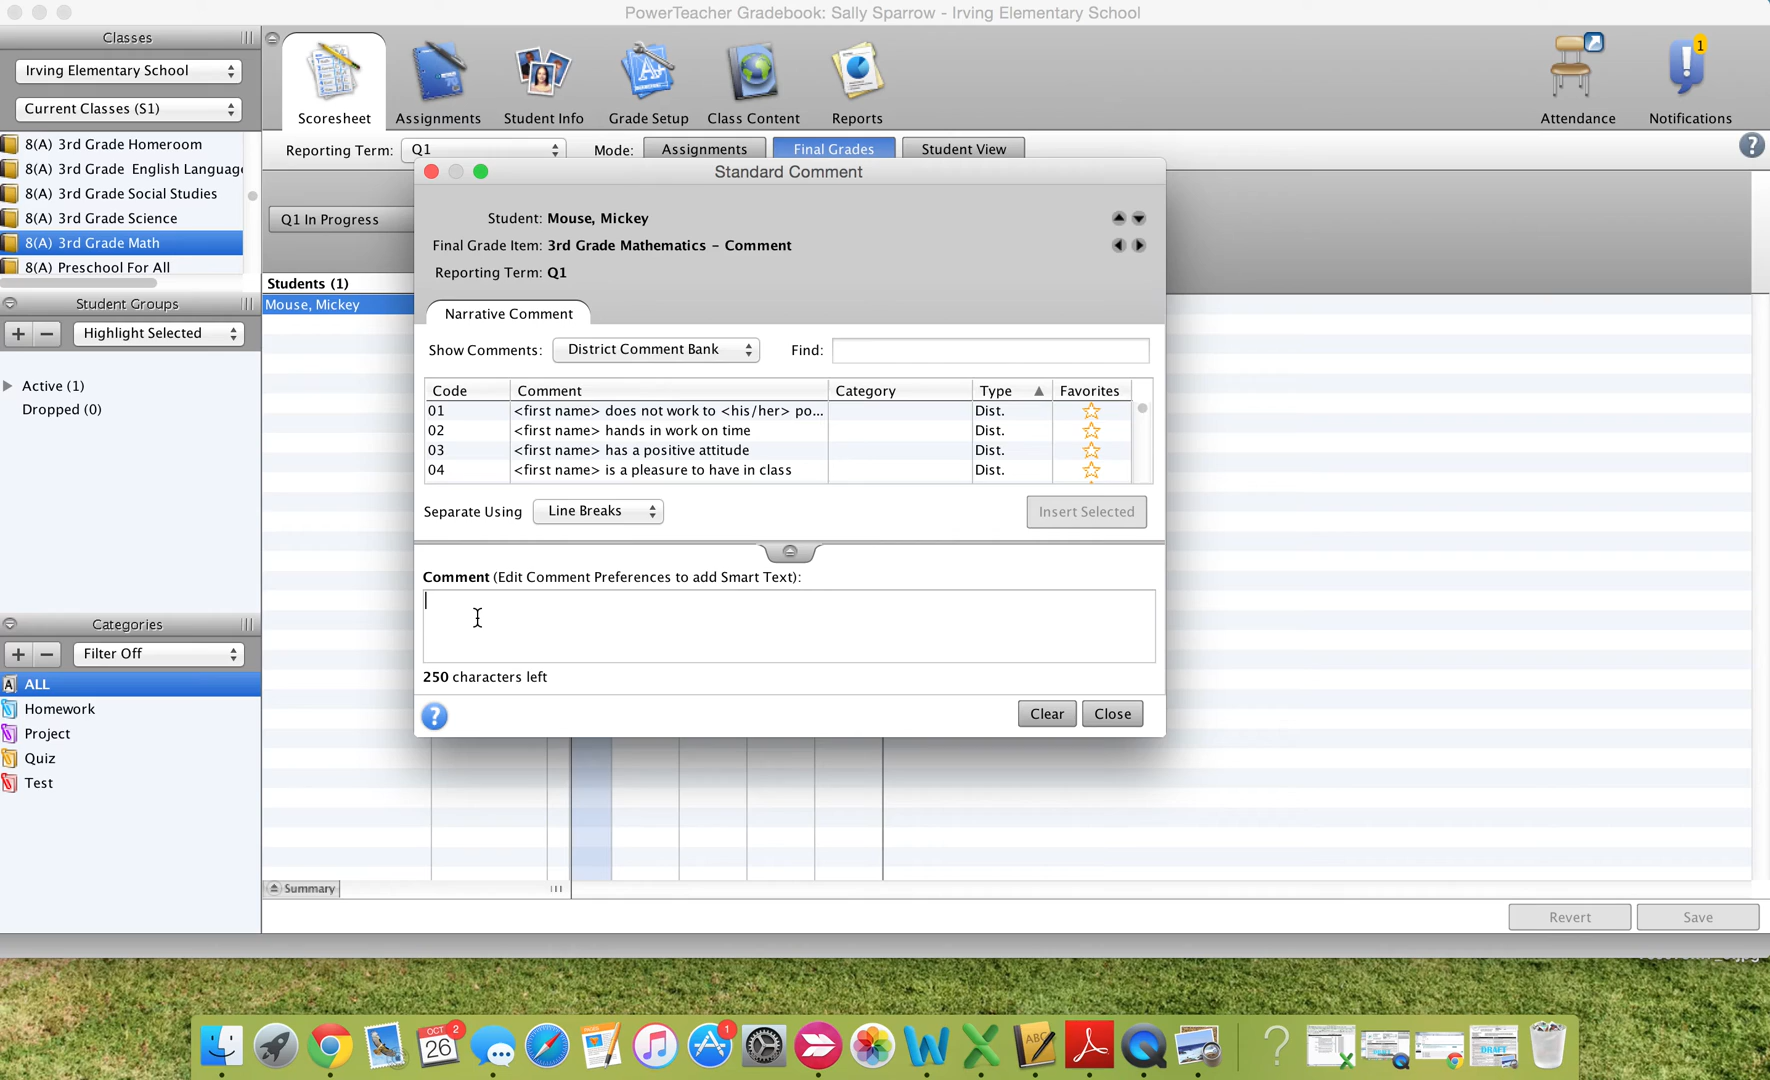 PowerTeacher Gradebook: Sally Sparrow - Irving Elementary School
Classes
Irving Elementary School
Current Classes (S1)
8(A) 3rd Grade Homeroom
8(A) 3rd Grade English Language
8(A) 3rd Grade Social Studies
8(A) 3rd Grade Science
8(A) 3rd Grade Math
8(A) Preschool For All
Student Groups
Highlight Selected
Active (1)
Dropped (0)
Categories
Filter Off
ALL
Homework
Project
Quiz
Test
Scoresheet
Assignments
Student Info
Grade Setup
Class Content
Reports
Attendance
1
Notifications
Reporting Term: Q1
Mode: Assignments Final Grades Student View
Q1 In Progress
Students (1)
Mouse, Mickey
Standard Comment
Student: Mouse, Mickey
Final Grade Item: 3rd Grade Mathematics - Comment
Reporting Term: Q1
Narrative Comment
Show Comments: District Comment Bank Find:
Code Comment Category Type Favorites
01 <first name> does not work to <his/her> po... Dist.
02 <first name> hands in work on time Dist.
03 <first name> has a positive attitude Dist.
04 <first name> is a pleasure to have in class Dist.
Separate Using Line Breaks Insert Selected
Comment (Edit Comment Preferences to add Smart Text):
250 characters left
Clear Close
Summary
Revert Save
OCT 2
26
1